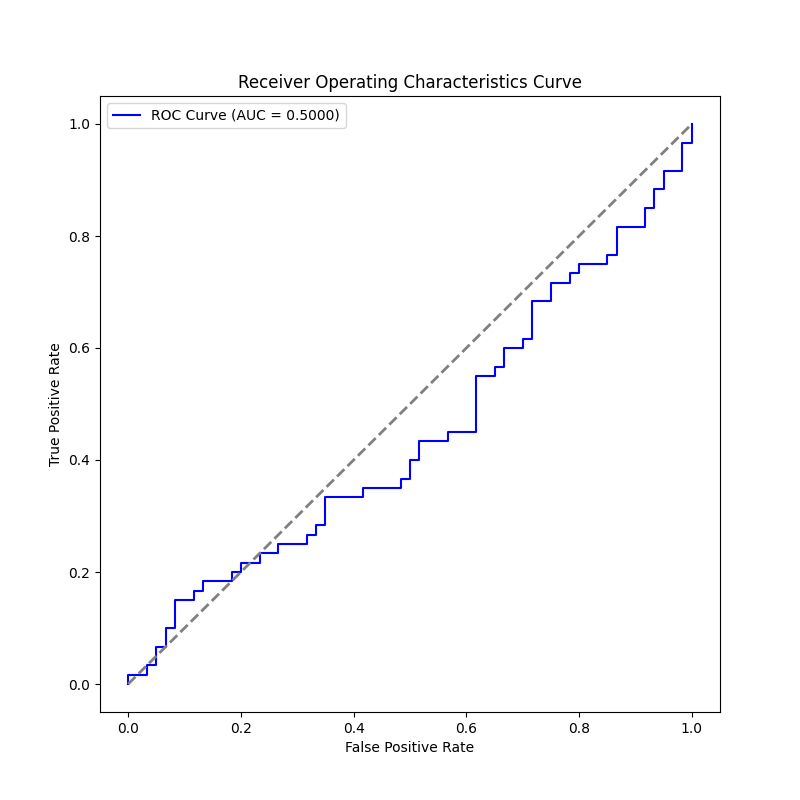 Receiver Operating Characteristics Curve
ROC Curve (AUC = 0.5000)
1.0
0.8
0.6
0.4
0.2
0.0
True Positive Rate
0.0 0.2 0.4 0.6 0.8 1.0
False Positive Rate